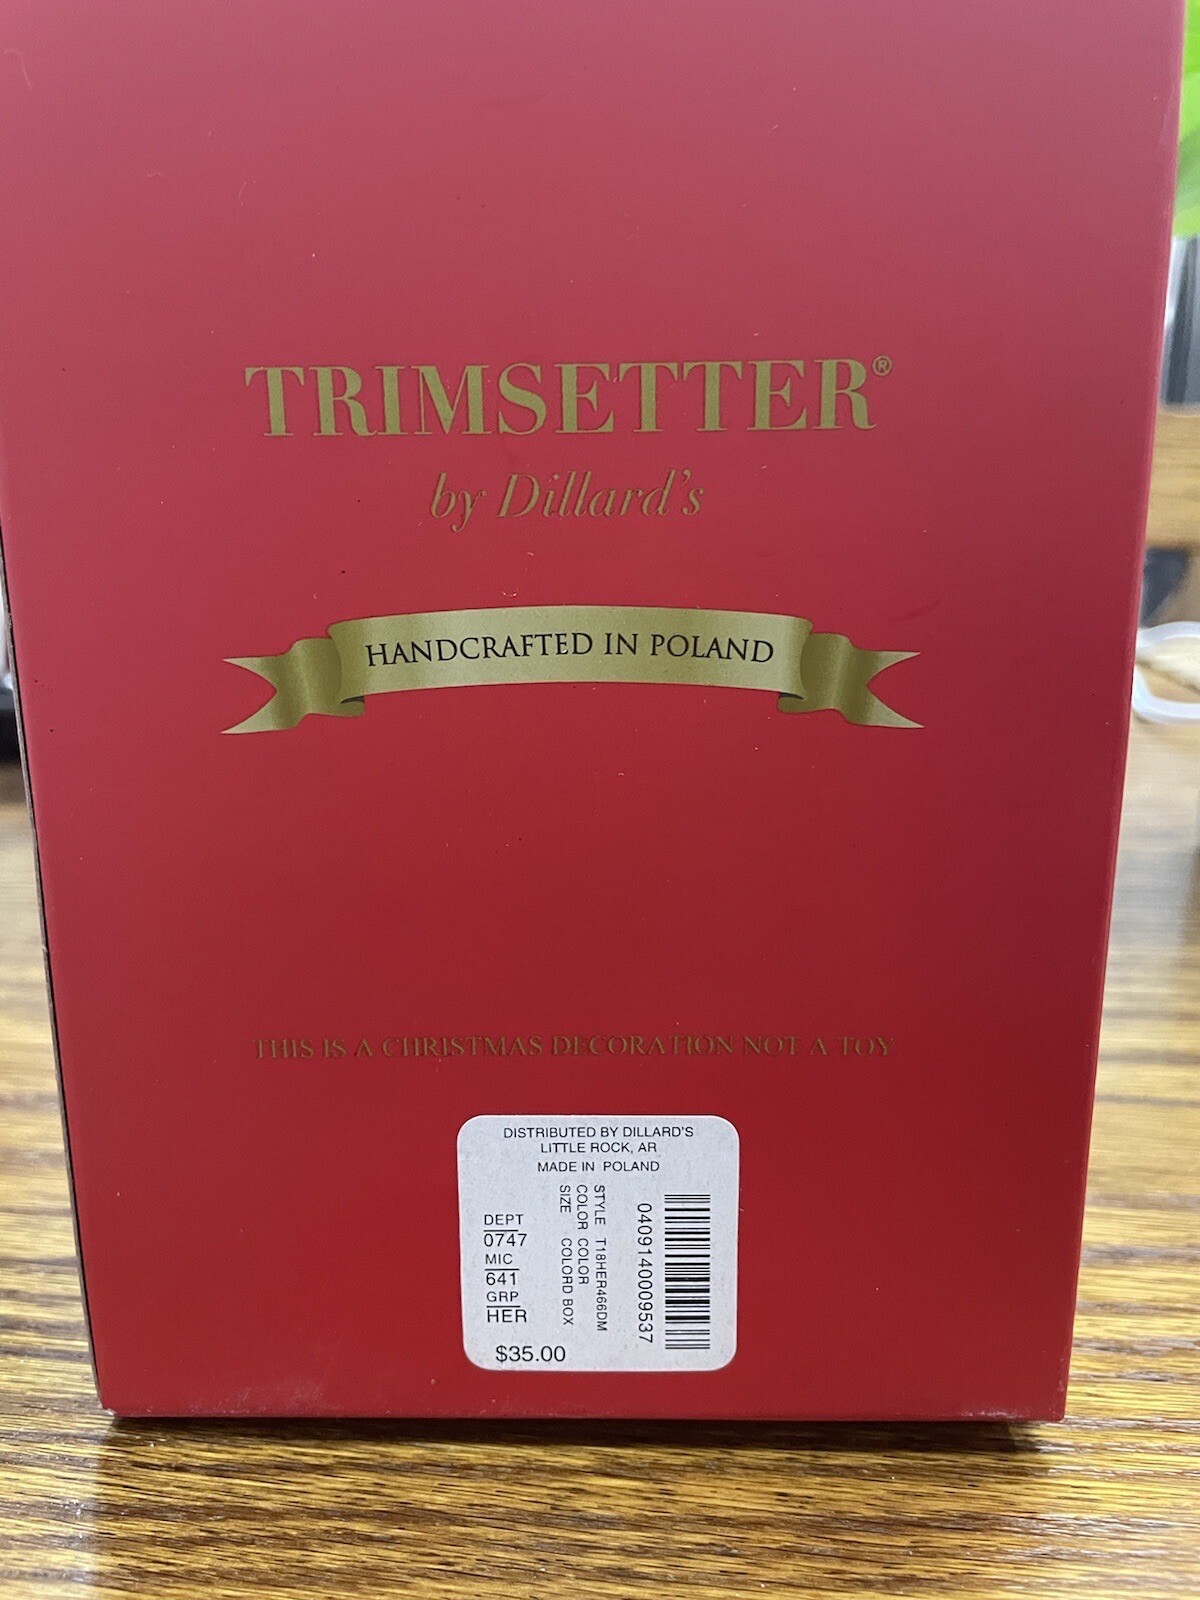 TRIMSETTER®
by Dillard's
HANDCRAFTED IN POLAND
THIS IS A CHRISTMAS DECORATION NOT A TOY
DISTRIBUTED BY DILLARD'S
LITTLE ROCK, AR
MADE IN POLAND
DEPT
0747
MIC
641
GRP
HER
$35.00
STYLE T18HER466DM
COLOR COLOR
SIZE COLORD BOX
0409140009537